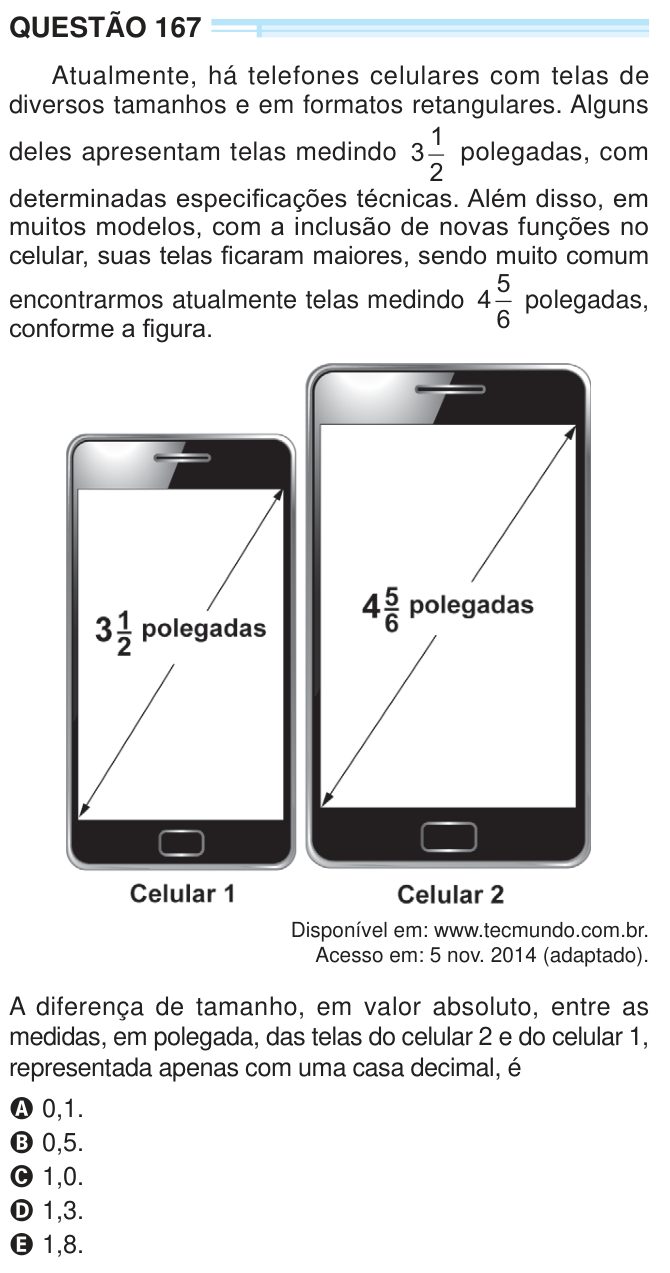 QUESTÃO 167
Atualmente, há telefones celulares com telas de
diversos tamanhos e em formatos retangulares. Alguns
deles apresentam telas medindo 3 1/2 polegadas, com
determinadas especificações técnicas. Além disso, em
muitos modelos, com a inclusão de novas funções no
celular, suas telas ficaram maiores, sendo muito comum
encontrarmos atualmente telas medindo 4 5/6 polegadas,
conforme a figura.
3 1/2 polegadas
4 5/6 polegadas
Celular 1
Celular 2
Disponível em: www.tecmundo.com.br.
Acesso em: 5 nov. 2014 (adaptado).
A diferença de tamanho, em valor absoluto, entre as
medidas, em polegada, das telas do celular 2 e do celular 1,
representada apenas com uma casa decimal, é
A 0,1.
B 0,5.
C 1,0.
D 1,3.
E 1,8.